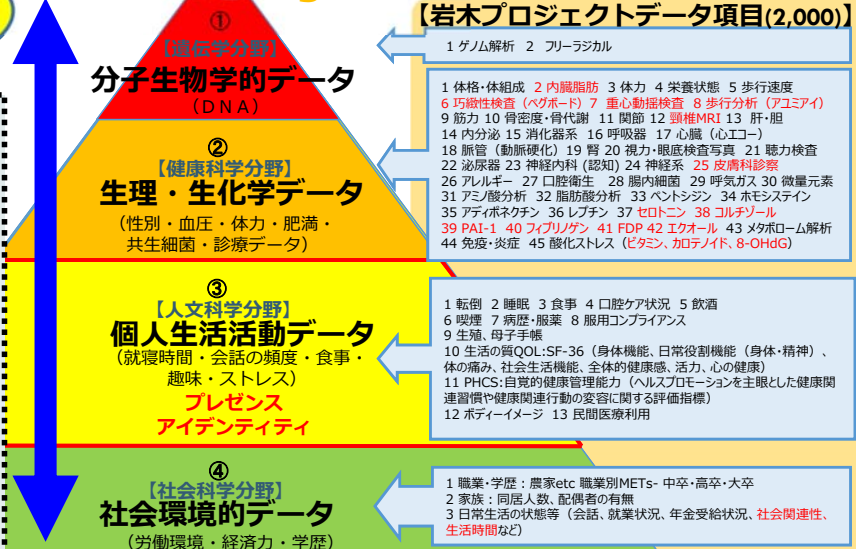 【岩木プロジェクトデータ項目(2,000)】
①
【遺伝学分野】
分子生物学的データ
（DNA）
1 ゲノム解析 2 フリーラジカル
②
【健康科学分野】
生理・生化学データ
（性別・血圧・体力・肥満・
共生細菌・診療データ）
1 体格・体組成 2 内臓脂肪 3 体力 4 栄養状態 5 歩行速度
6 巧緻性検査（ペグボード）7 重心動揺検査 8 歩行分析（アユミアイ）
9 筋力 10 骨密度・骨代謝 11 関節 12 頸椎MRI 13 肝・胆
14 内分泌 15 消化器系 16 呼吸器 17 心臓（心エコー）
18 脈管（動脈硬化）19 腎 20 視力・眼底検査写真 21 聴力検査
22 泌尿器 23 神経内科 (認知) 24 神経系 25 皮膚科診察
26 アレルギー 27 口腔衛生 28 腸内細菌 29 呼気ガス 30 微量元素
31 アミノ酸分析 32 脂肪酸分析 33 ペントシジン 34 ホモシステイン
35 アディポネクチン 36 レプチン 37 セロトニン 38 コルチゾール
39 PAI-1 40 フィブリノゲン 41 FDP 42 エクオール 43 メタボローム解析
44 免疫・炎症 45 酸化ストレス（ビタミン、カロテノイド、8-OHdG）
③
【人文科学分野】
個人生活活動データ
（就寝時間・会話の頻度・食事・
趣味・ストレス）
プレゼンス
アイデンティティ
1 転倒 2 睡眠 3 食事 4 口腔ケア状況 5 飲酒
6 喫煙 7 病歴・服薬 8 服用コンプライアンス
9 生殖、母子手帳
10 生活の質QOL:SF-36（身体機能、日常役割機能（身体・精神）、
体の痛み、社会生活機能、全体的健康感、活力、心の健康）
11 PHCS:自覚的健康管理能力（ヘルスプロモーションを主眼とした健康関
連習慣や健康関連行動の変容に関する評価指標）
12 ボディーイメージ 13 民間医療利用
④
【社会科学分野】
社会環境的データ
（労働環境・経済力・学歴）
1 職業・学歴：農家etc 職業別METs- 中卒・高卒・大卒
2 家族：同居人数、配偶者の有無
3 日常生活の状態等（会話、就業状況、年金受給状況、社会関連性、
生活時間など）